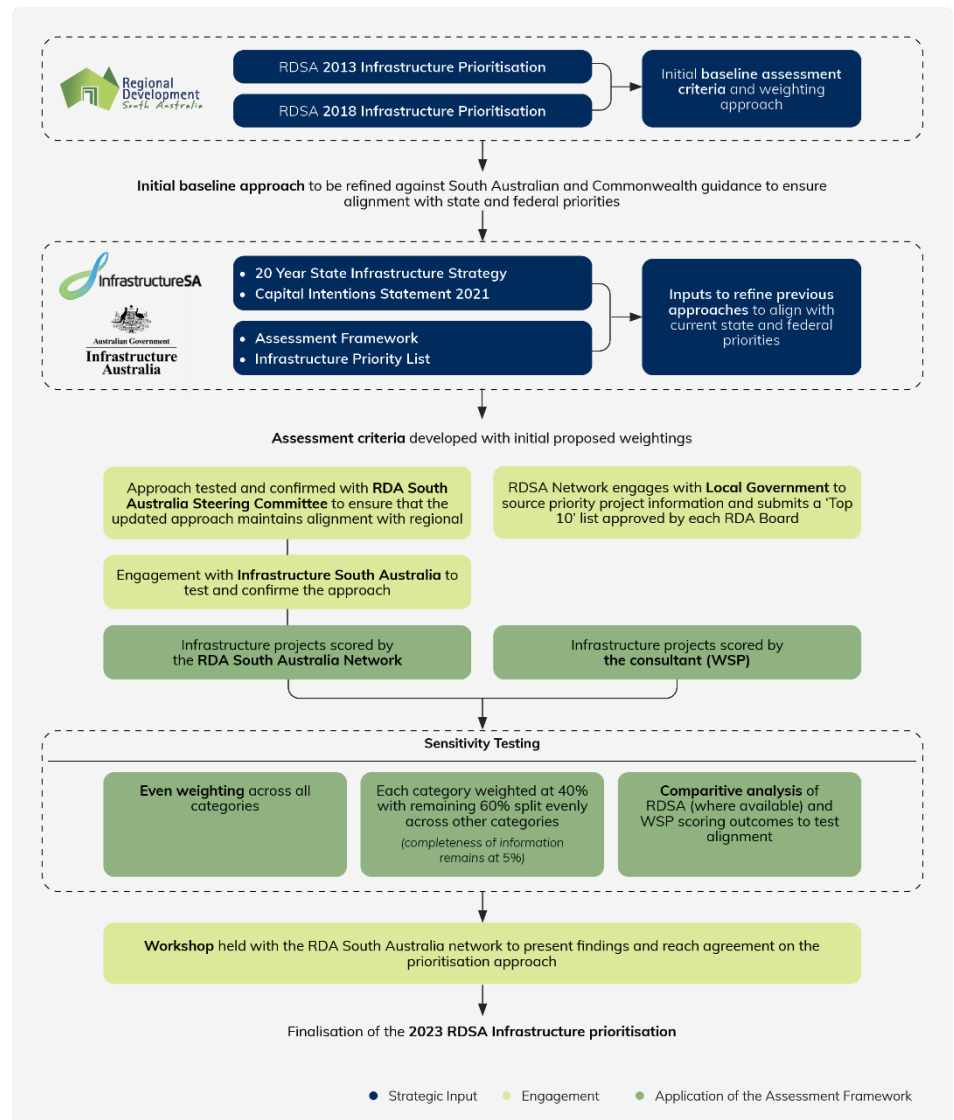 Regional
Development
South Australia
RDSA 2013 Infrastructure Prioritisation
RDSA 2018 Infrastructure Prioritisation
Initial baseline assessment
criteria and weighting
approach
Initial baseline approach to be refined against South Australian and Commonwealth guidance to ensure
alignment with state and federal priorities
InfrastructureSA
Australian Government
Infrastructure
Australia
• 20 Year State Infrastructure Strategy
• Capital Intentions Statement 2021
• Assessment Framework
• Infrastructure Priority List
Inputs to refine previous
approaches to align with
current state and federal
priorities
Assessment criteria developed with initial proposed weightings
Approach tested and confirmed with RDA South
Australia Steering Committee to ensure that the
updated approach maintains alignment with regional
RDSA Network engages with Local Government to
source priority project information and submits a ‘Top
10’ list approved by each RDA Board
Engagement with Infrastructure South Australia to
test and confirme the approach
Infrastructure projects scored by
the RDA South Australia Network
Infrastructure projects scored by
the consultant (WSP)
Sensitivity Testing
Even weighting across all
categories
Each category weighted at 40%
with remaining 60% split evenly
across other categories
(completeness of information
remains at 5%)
Comparitive analysis of
RDSA (where available) and
WSP scoring outcomes to test
alignment
Workshop held with the RDA South Australia network to present findings and reach agreement on the
prioritisation approach
Finalisation of the 2023 RDSA Infrastructure prioritisation
Strategic Input
Engagement
Application of the Assessment Framework